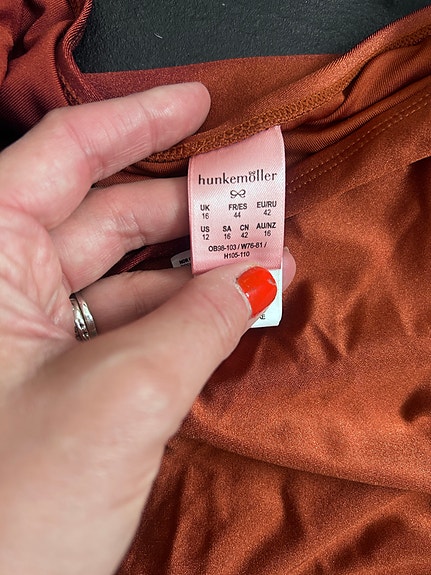 hunkemöller
UK FR/ES EU/RU
16 44 42
US SA CN AU/NZ
12 16 42 16
OB98-103 / W76-81 /
H105-110